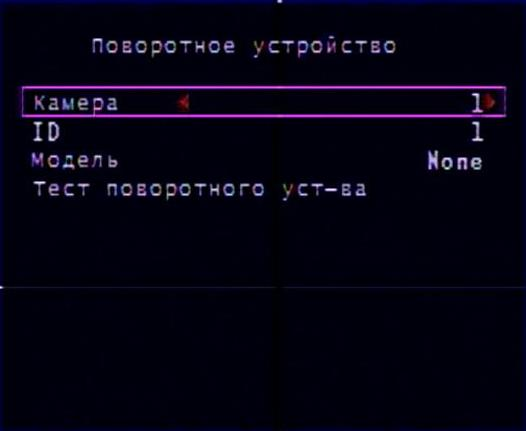 Поворотное устройство
Камера 1
ID 1
Модель None
Тест поворотного уст-ва